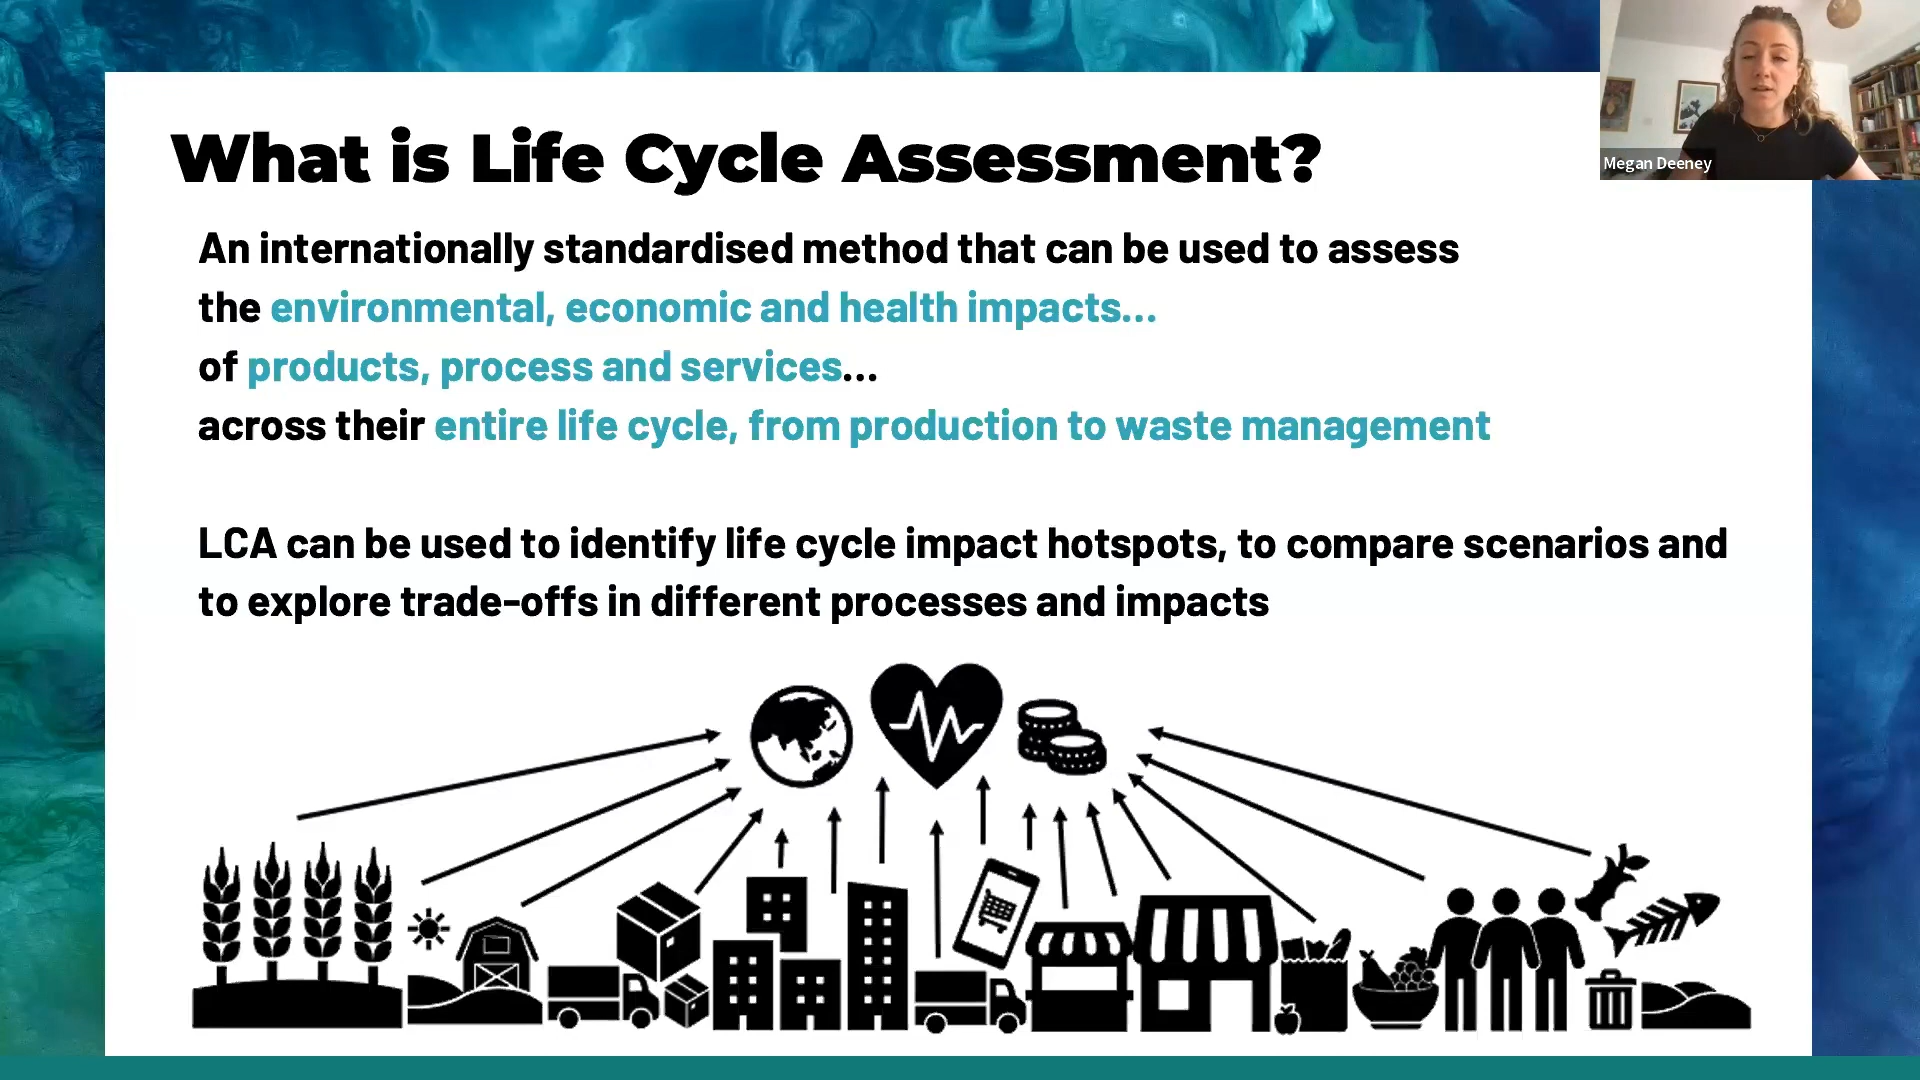 What is Life Cycle Assessment?
An internationally standardised method that can be used to assess
the environmental, economic and health impacts...
of products, process and services...
across their entire life cycle, from production to waste management
LCA can be used to identify life cycle impact hotspots, to compare scenarios and
to explore trade-offs in different processes and impacts
Megan Deeney